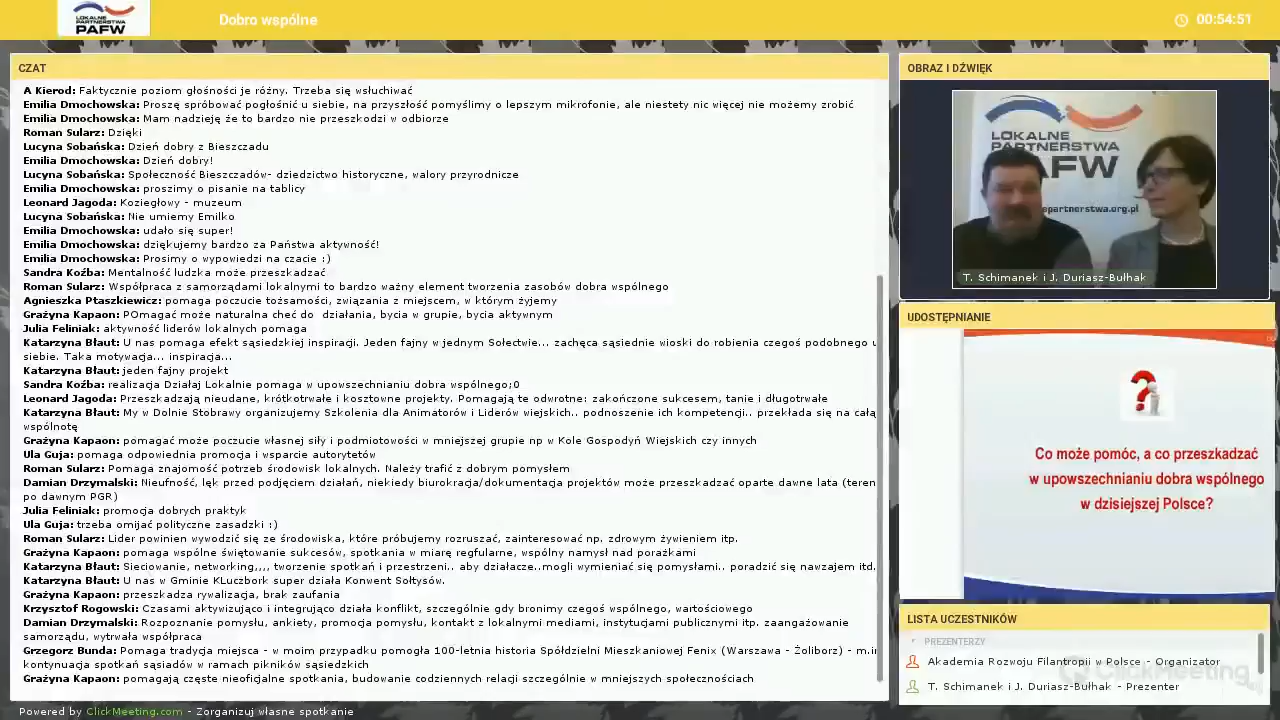 LOKALNE
PARTNERSTWA
PAFW
Dobro wspólne
00:54:51
CZAT
A Kierod: Faktycznie poziom głośności je różny. Trzeba się wsłuchiwać
Emilia Dmochowska: Proszę spróbować pogłośnić u siebie, na przyszłość pomyślimy o lepszym mikrofonie, ale niestety nic więcej nie możemy zrobić
Emilia Dmochowska: Mam nadzieję że to bardzo nie przeszkodzi w odbiorze
Roman Sularz: Dzięki
Lucyna Sobańska: Dzień dobry z Bieszczadu
Emilia Dmochowska: Dzień dobry!
Lucyna Sobańska: Społeczność Bieszczadów- dziedzictwo historyczne, walory przyrodnicze
Emilia Dmochowska: proszimy o pisanie na tablicy
Leonard Jagoda: Koziegłowy - muzeum
Lucyna Sobańska: Nie umiemy Emilko
Emilia Dmochowska: udało się super!
Emilia Dmochowska: dziękujemy bardzo za Państwa aktywność!
Emilia Dmochowska: Prosimy o wypowiedzi na czacie :)
Sandra Koźba: Mentalność ludzka może przeszkadzać
Roman Sularz: Współpraca z samorządami lokalnymi to bardzo ważny element tworzenia zasobów dobra wspólnego
Agnieszka Ptaszkiewicz: pomaga poczucie tożsamości, związania z miejscem, w którym żyjemy
Grażyna Kapaon: POmagać może naturalna cheć do  działania, bycia w grupie, bycia aktywnym
Julia Feliniak: aktywność liderów lokalnych pomaga
Katarzyna Błaut: U nas pomaga efekt sąsiedzkiej inspiracji. Jeden fajny w jednym Sołectwie... zachęca sąsiednie wioski do robienia czegoś podobnego u
siebie. Taka motywacja... inspiracja...
Katarzyna Błaut: jeden fajny projekt
Sandra Koźba: realizacja Działaj Lokalnie pomaga w upowszechnianiu dobra wspólnego;0
Leonard Jagoda: Przeszkadzają nieudane, krótkotrwałe i kosztowne projekty. Pomagają te odwrotne: zakończone sukcesem, tanie i długotrwałe
Katarzyna Błaut: My w Dolnie Stobrawy organizujemy Szkolenia dla Animatorów i Liderów wiejskich.. podnoszenie ich kompetencji.. przekłada się na całą
wspólnotę
Grażyna Kapaon: pomagać może poczucie własnej siły i podmiotowości w mniejszej grupie np w Kole Gospodyń Wiejskich czy innych
Ula Guja: pomaga odpowiednia promocja i wsparcie autorytetów
Roman Sularz: Pomaga znajomość potrzeb środowisk lokalnych. Należy trafić z dobrym pomysłem
Damian Drzymalski: Nieufność, lęk przed podjęciem działań, niekiedy biurokracja/dokumentacja projektów może przeszkadzać oparte dawne lata (teren
po dawnym PGR)
Julia Feliniak: promocja dobrych praktyk
Ula Guja: trzeba omijać polityczne zasadzki :)
Roman Sularz: Lider powinien wywodzić się ze środowiska, które próbujemy rozruszać, zainteresować np. zdrowym żywieniem itp.
Grażyna Kapaon: pomaga wspólne świętowanie sukcesów, spotkania w miarę regfularne, wspólny namysł nad porażkami
Katarzyna Błaut: Sieciowanie, networking,,,, tworzenie spotkań i przestrzeni.. aby działacze..mogli wymieniać się pomysłami.. poradzić się nawzajem itd.
Katarzyna Błaut: U nas w Gminie KLuczbork super działa Konwent Sołtysów.
Grażyna Kapaon: przeszkadza rywalizacja, brak zaufania
Krzysztof Rogowski: Czasami aktywizująco i integrująco działa konflikt, szczególnie gdy bronimy czegoś wspólnego, wartościowego
Damian Drzymalski: Rozpoznanie pomysłu, ankiety, promocja pomysłu, kontakt z lokalnymi mediami, instytucjami publicznymi itp. zaangażowanie
samorządu, wytrwała współpraca
Grzegorz Bunda: Pomaga tradycja miejsca - w moim przypadku pomogła 100-letnia historia Spółdzielni Mieszkaniowej Fenix (Warszawa - Żoliborz) - m.in
kontynuacja spotkań sąsiadów w ramach pikników sąsiedzkich
Grażyna Kapaon: pomagają częste nieoficjalne spotkania, budowanie codziennych relacji szczególnie w mniejszych społecznościach
Powered by ClickMeeting.com - Zorganizuj własne spotkanie
OBRAZ I DŹWIĘK
LOKALNE
PARTNERSTWA
PAFW
epartnerstwa.org.pl
T. Schimanek i J. Duriasz-Bułhak
UDOSTĘPNIANIE
?
Co może pomóc, a co przeszkadzać
w upowszechnianiu dobra wspólnego
w dzisiejszej Polsce?
LISTA UCZESTNIKÓW
PREZENTERZY
Akademia Rozwoju Filantropii w Polsce - Organizator
T. Schimanek i J. Duriasz-Bułhak - Prezenter
ClickMeeting